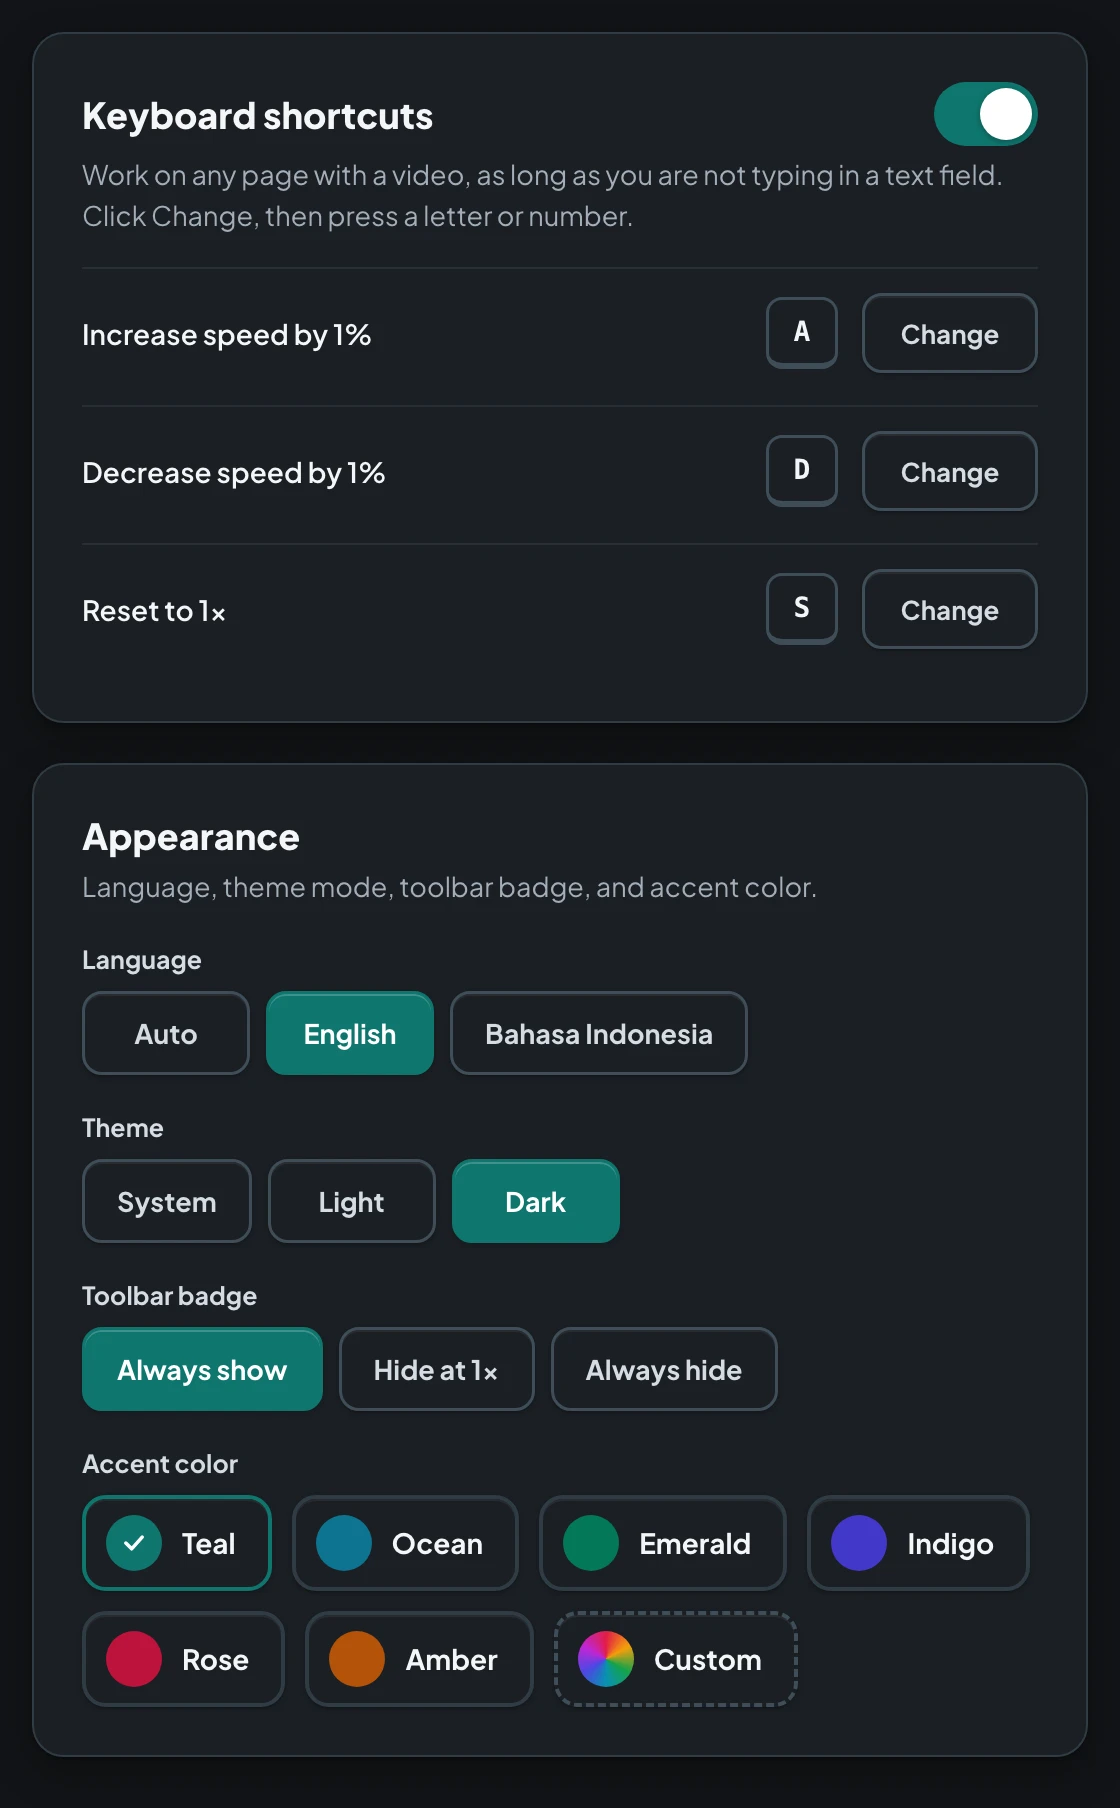 Keyboard shortcuts
Work on any page with a video, as long as you are not typing in a text field.
Click Change, then press a letter or number.
Increase speed by 1% A Change
Decrease speed by 1% D Change
Reset to 1× S Change
Appearance
Language, theme mode, toolbar badge, and accent color.
Language
Auto English Bahasa Indonesia
Theme
System Light Dark
Toolbar badge
Always show Hide at 1× Always hide
Accent color
Teal Ocean Emerald Indigo
Rose Amber Custom